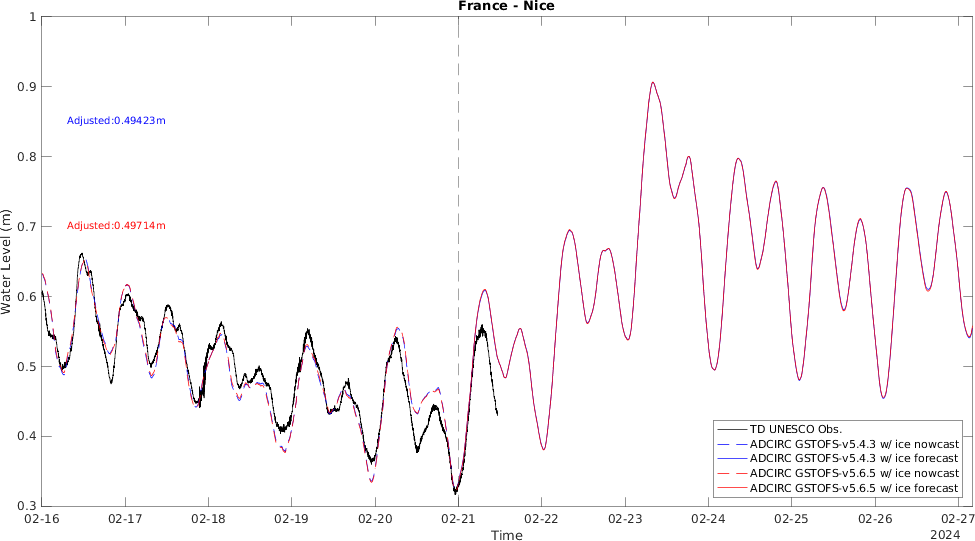 France - Nice
1
0.9
0.8
0.7
0.6
0.5
0.4
0.3
Water Level (m)
Adjusted:0.49423m
Adjusted:0.49714m
TD UNESCO Obs.
ADCIRC GSTOFS-v5.4.3 w/ ice nowcast
ADCIRC GSTOFS-v5.4.3 w/ ice forecast
ADCIRC GSTOFS-v5.6.5 w/ ice nowcast
ADCIRC GSTOFS-v5.6.5 w/ ice forecast
02-16 02-17 02-18 02-19 02-20 02-21 02-22 02-23 02-24 02-25 02-26 02-27
Time
2024